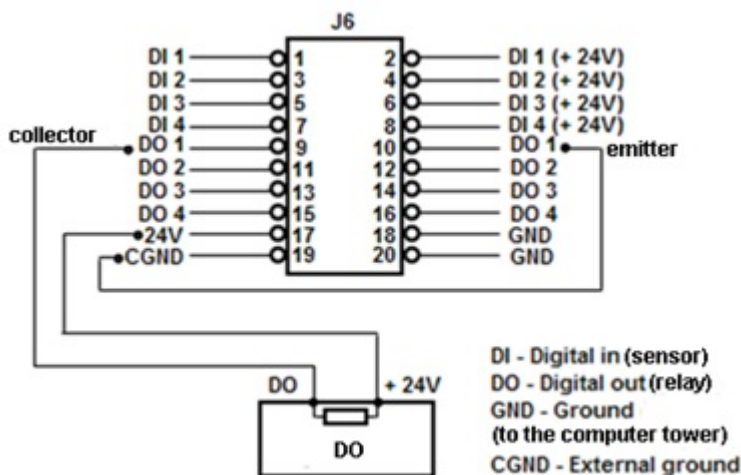 J6
DI 1 1 2 DI 1 (+ 24V)
DI 2 3 4 DI 2 (+ 24V)
DI 3 5 6 DI 3 (+ 24V)
DI 4 7 8 DI 4 (+ 24V)
collector DO 1 9 10 DO 1 emitter
DO 2 11 12 DO 2
DO 3 13 14 DO 3
DO 4 15 16 DO 4
24V 17 18 GND
CGND 19 20 GND
DO + 24V
DO
DI - Digital in (sensor)
DO - Digital out (relay)
GND - Ground
(to the computer tower)
CGND - External ground